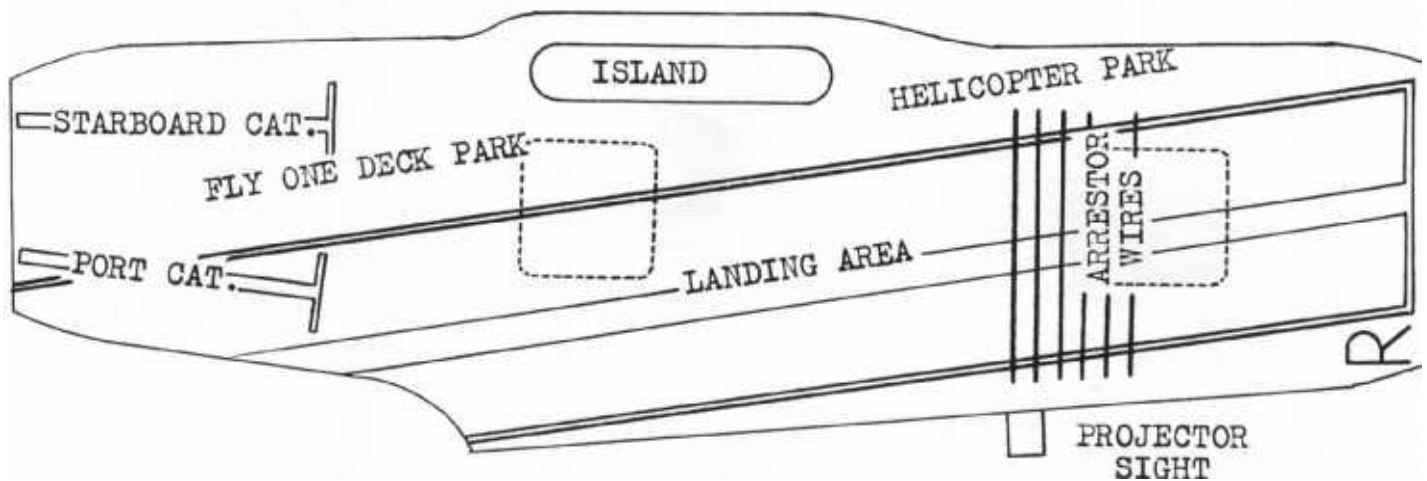 ISLAND
HELICOPTER PARK
STARBOARD CAT.
FLY ONE DECK PARK
ARRESTOR
WIRES
PORT CAT.
LANDING AREA
R
PROJECTOR
SIGHT